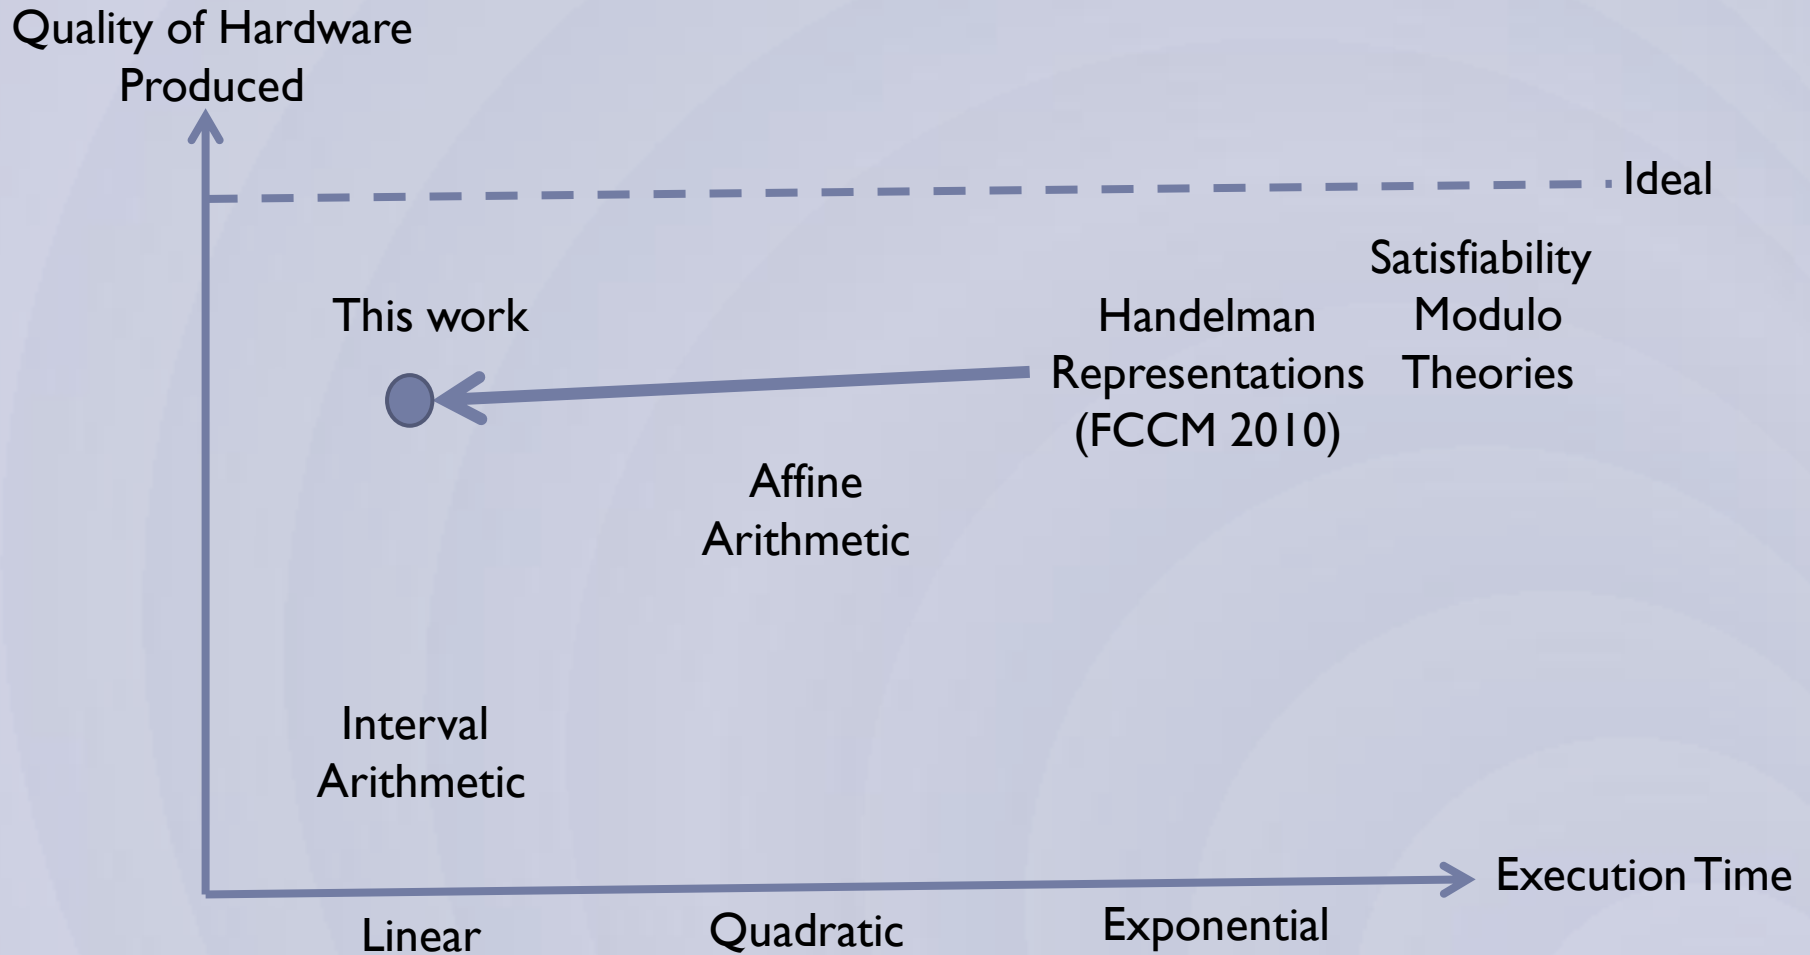 Quality of Hardware
Produced
Ideal
Satisfiability
Modulo
Theories
This work
Handelman
Representations
(FCCM 2010)
Affine
Arithmetic
Interval
Arithmetic
Execution Time
Linear
Quadratic
Exponential